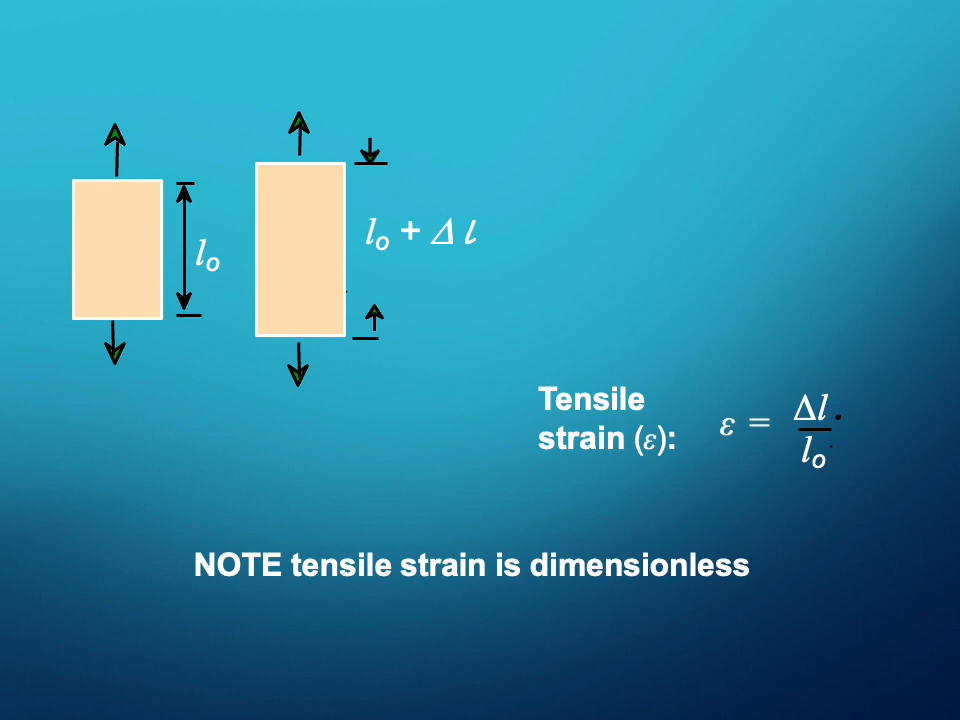 lₒ
lₒ + Δ l
Tensile
strain (ε):
ε = Δl / lₒ
NOTE tensile strain is dimensionless